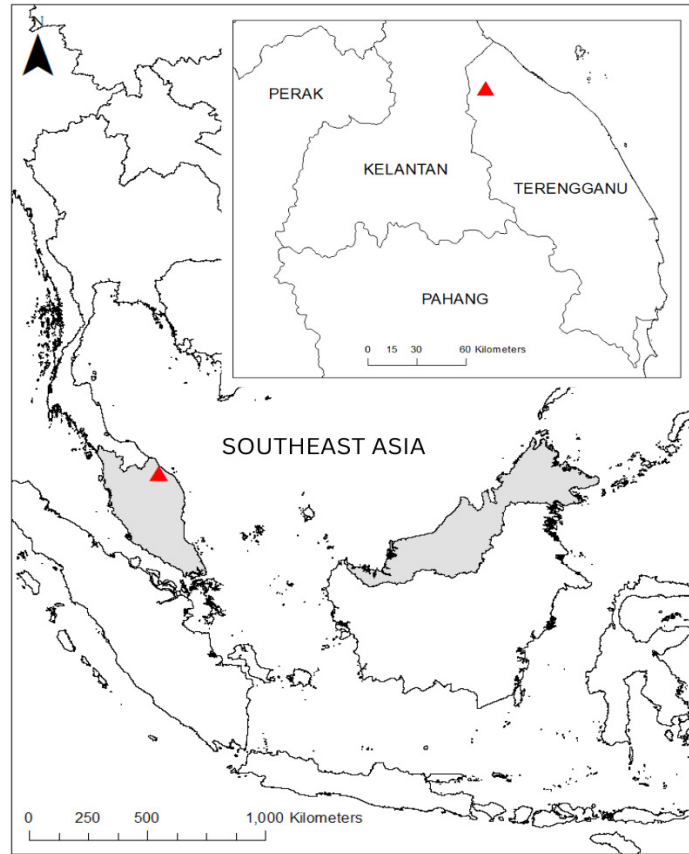 N
PERAK
KELANTAN
TERENGGANU
PAHANG
0 15 30 60 Kilometers
SOUTHEAST ASIA
0 250 500 1,000 Kilometers